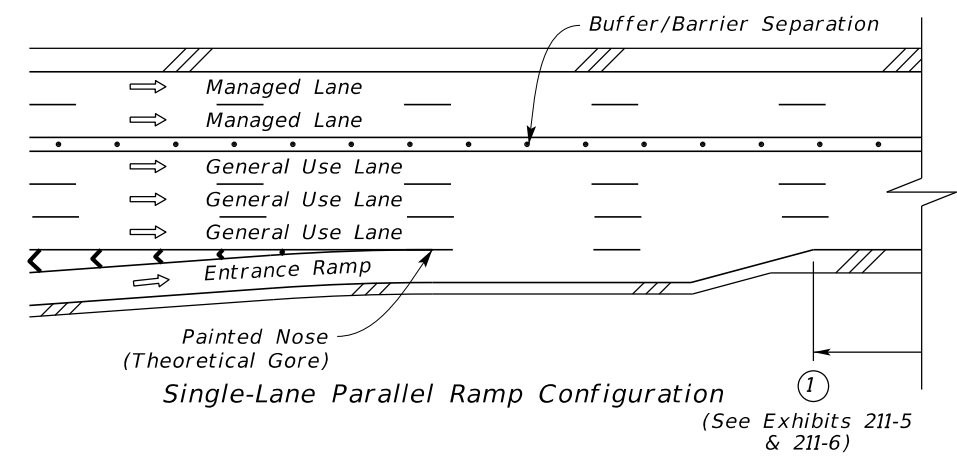 Buffer/Barrier Separation
Managed Lane
Managed Lane
General Use Lane
General Use Lane
General Use Lane
Entrance Ramp
Painted Nose
(Theoretical Gore)
Single-Lane Parallel Ramp Configuration
1
(See Exhibits 211-5
& 211-6)